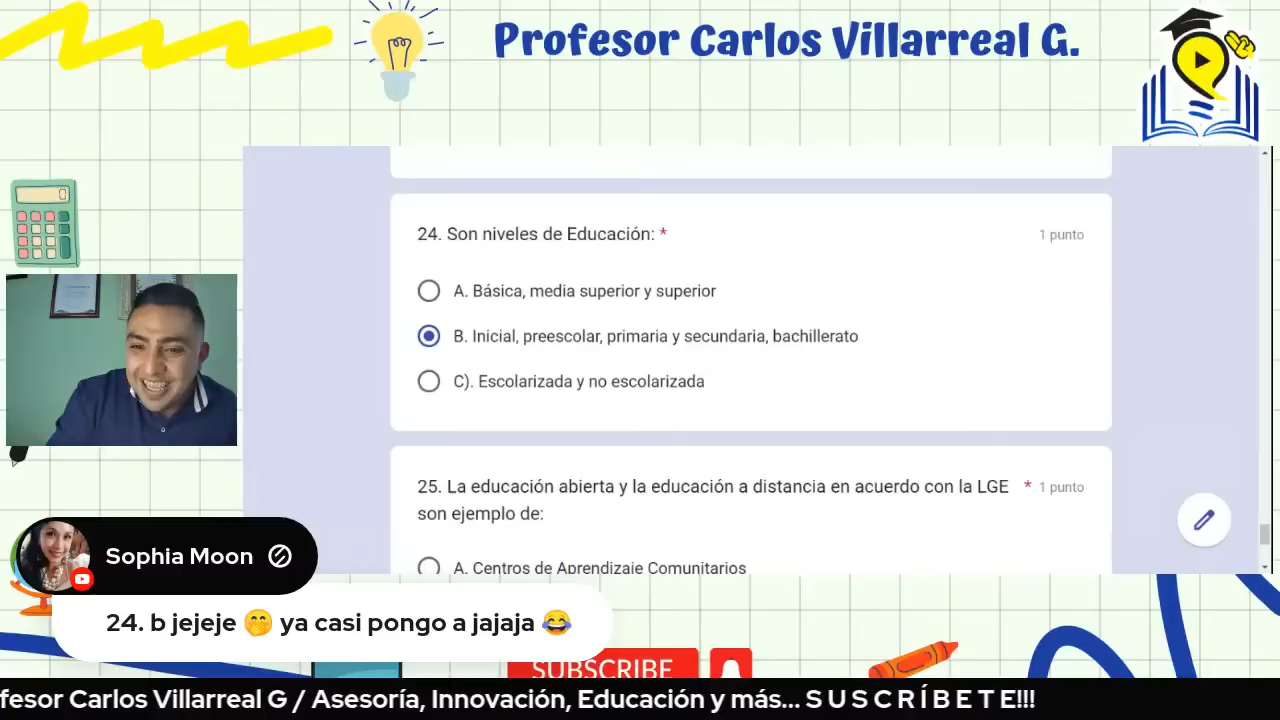 Profesor Carlos Villarreal G.
0
24. Son niveles de Educación: *
1 punto
A. Básica, media superior y superior
B. Inicial, preescolar, primaria y secundaria, bachillerato
C). Escolarizada y no escolarizada
25. La educación abierta y la educación a distancia en acuerdo con la LGE * 1 punto
son ejemplo de:
A. Centros de Aprendizaje Comunitarios
Sophia Moon
24. b jejeje 🤭 ya casi pongo a jajaja 😂
SUBSCRIBE
fesor Carlos Villarreal G / Asesoría, Innovación, Educación y más... S U S C R Í B E T E!!!